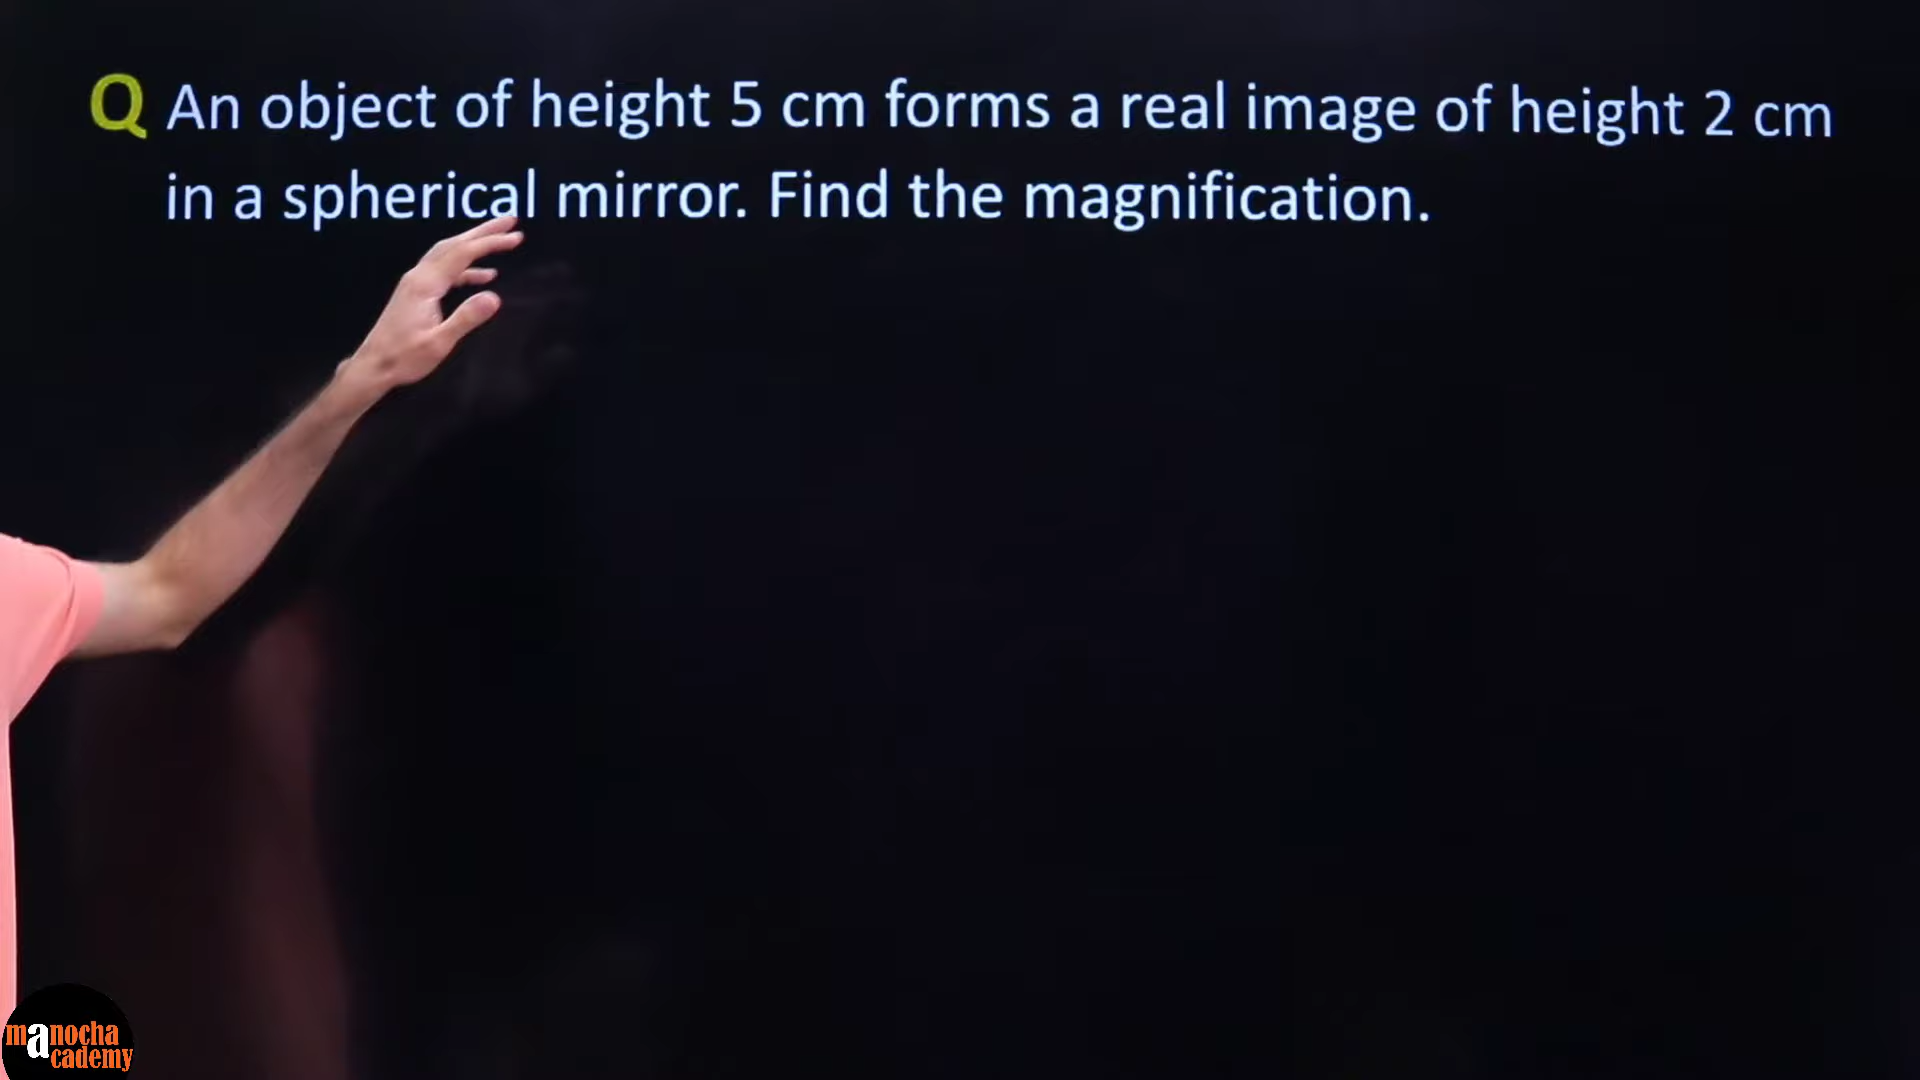 Q An object of height 5 cm forms a real image of height 2 cm
in a spherical mirror. Find the magnification.
manocha
academy